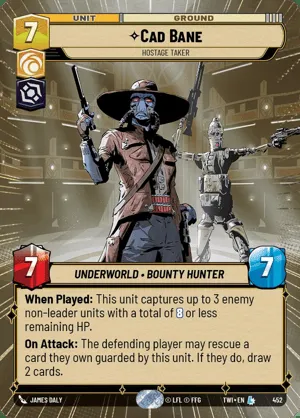 7
UNIT
GROUND
CAD BANE
HOSTAGE TAKER
7
7
UNDERWORLD • BOUNTY HUNTER
When Played: This unit captures up to 3 enemy
non-leader units with a total of 8 or less
remaining HP.
On Attack: The defending player may rescue a
card they own guarded by this unit. If they do, draw
2 cards.
JAMES DALY
© LFL © FFG
TWI • EN
452